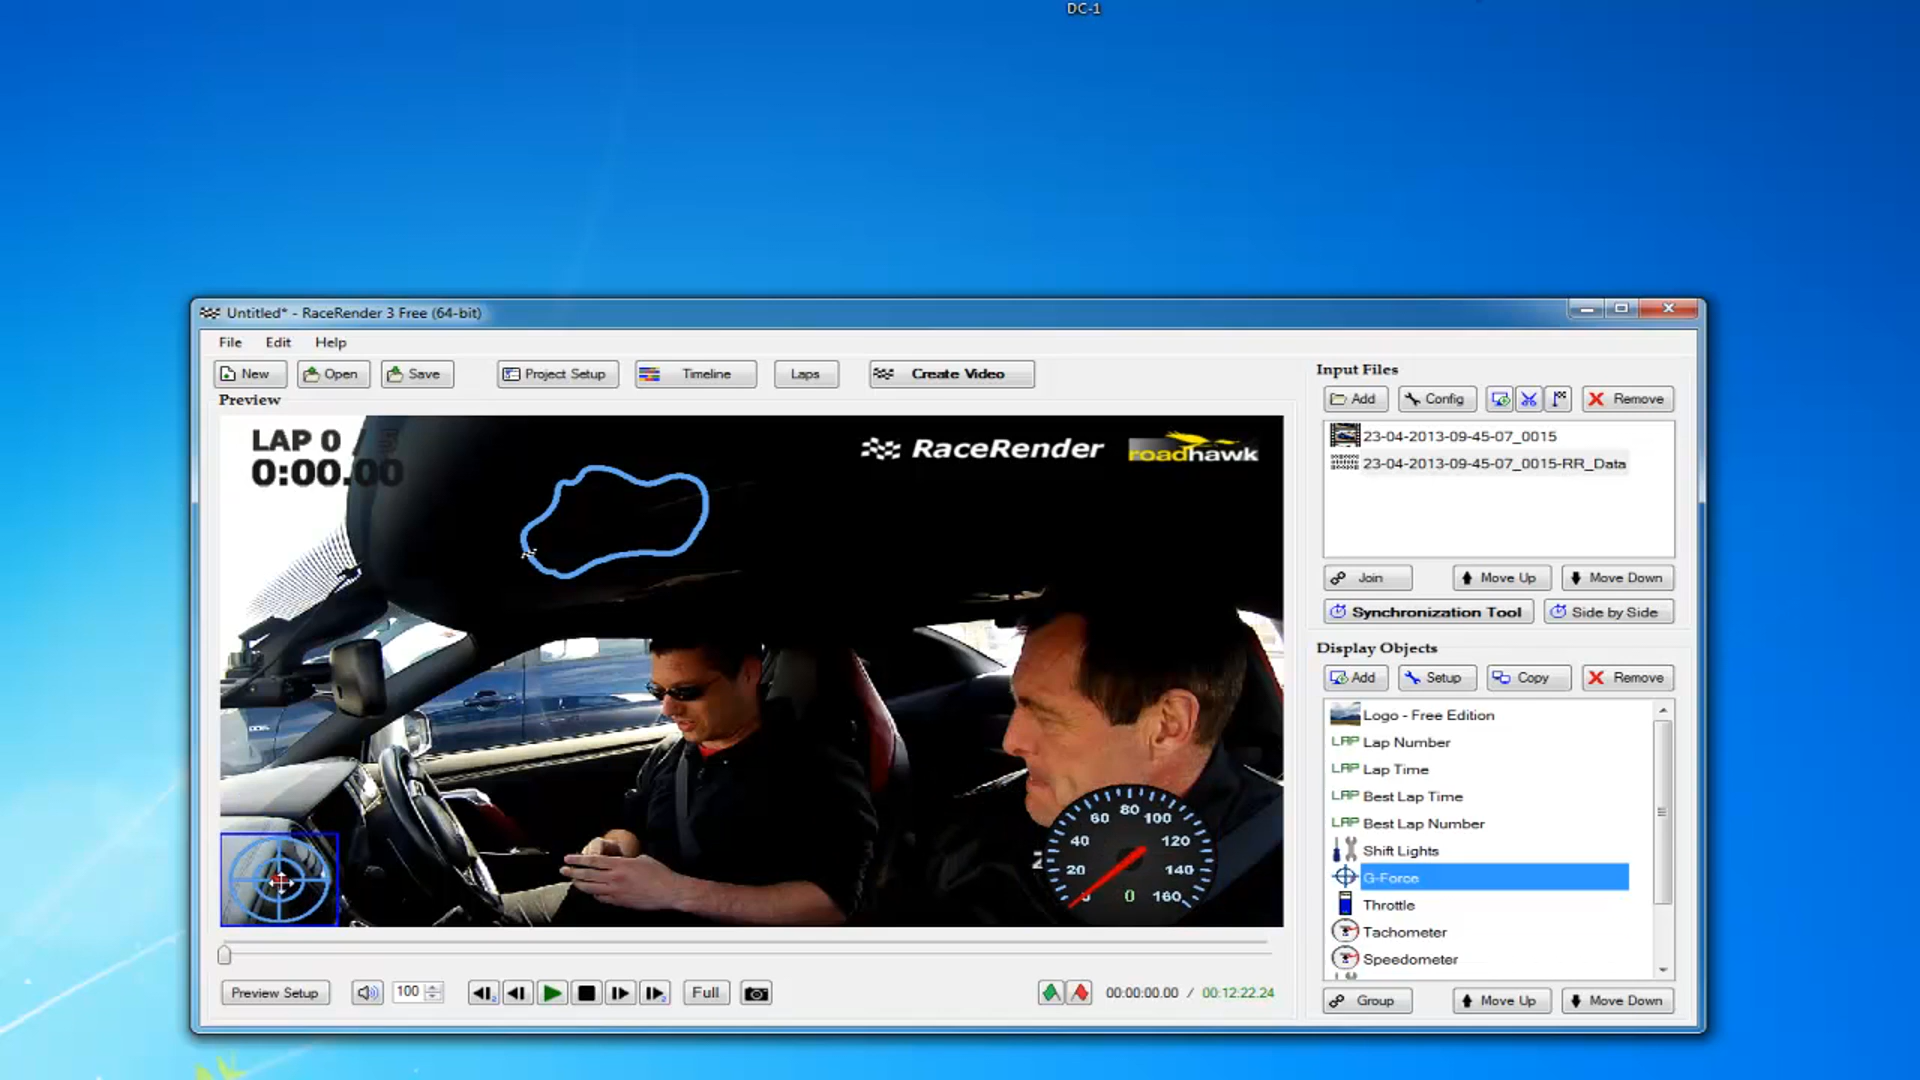 DC-1
Untitled* - RaceRender 3 Free (64-bit)
File Edit Help
New Open Save Project Setup Timeline Laps Create Video
Preview
LAP 0 /
0:00.00
RaceRender roadhawk
80
60 100
40 120
20 140
0 160
Preview Setup 100 Full 00:00:00.00 / 00:12:22.24
Input Files
Add Config Remove
23-04-2013-09-45-07_0015
23-04-2013-09-45-07_0015-RR_Data
Join Move Up Move Down
Synchronization Tool Side by Side
Display Objects
Add Setup Copy Remove
Logo - Free Edition
LAP Lap Number
LAP Lap Time
LAP Best Lap Time
LAP Best Lap Number
Shift Lights
G-Force
Throttle
Tachometer
Speedometer
Group Move Up Move Down